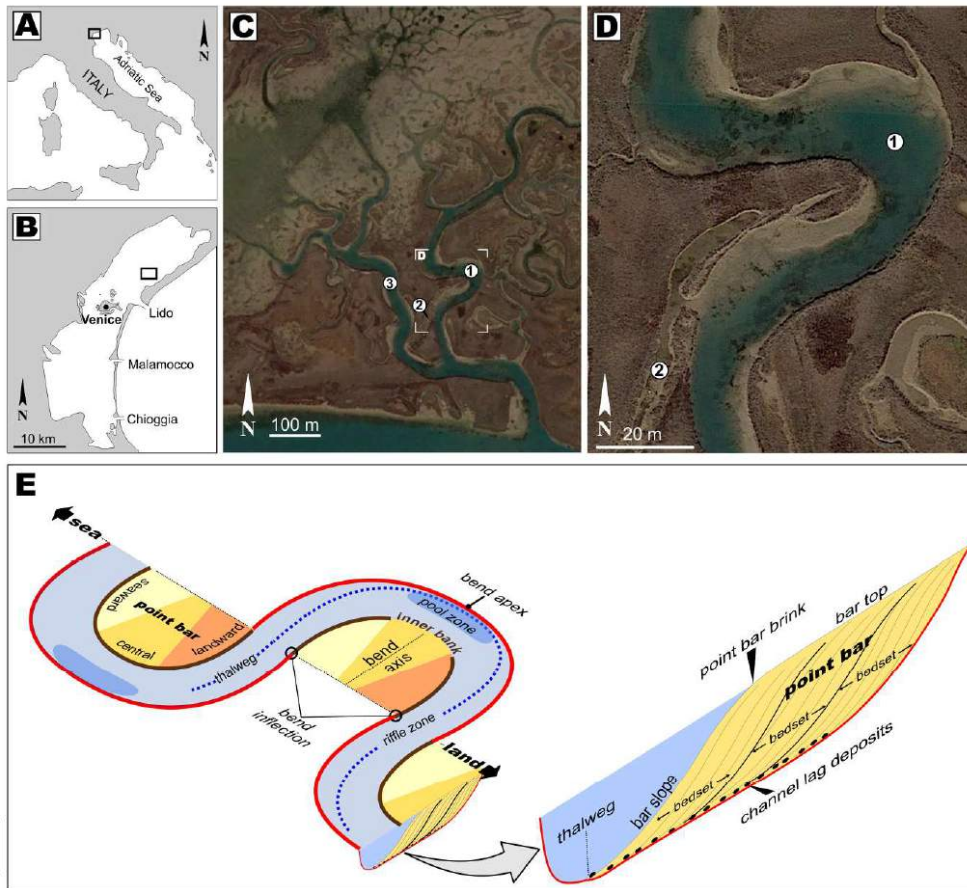 A
N
Adriatic Sea
ITALY
B
Venice
Lido
Malamocco
Chioggia
N
10 km
C
D
1
2
3
N
100 m
D
1
2
N
20 m
E
sea
seaward
point bar
central
landward
thalweg
bend inflection
bend apex
pool zone
inner bank
bend axis
riffle zone
land
point bar brink
bar top
point bar
bedset
bedset
bedset
bar slope
thalweg
channel lag deposits